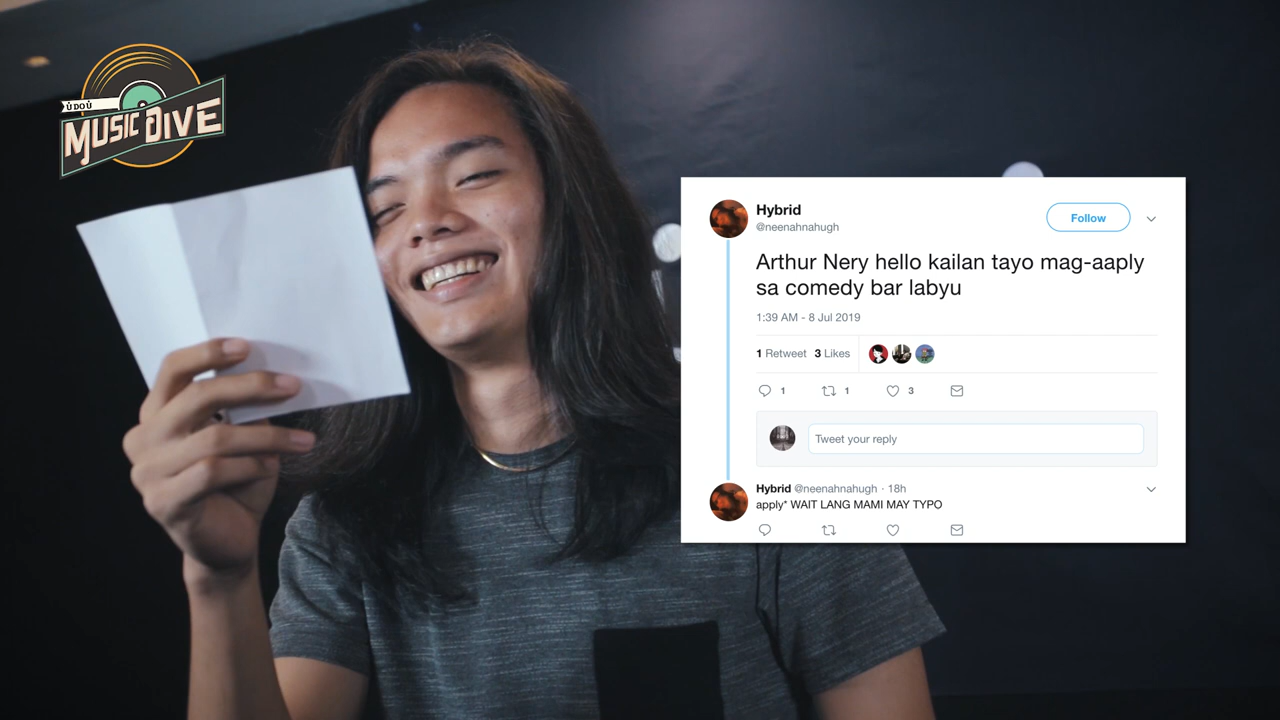 ÙDOÙ
MUSIC DIVE
Hybrid
@neenahnahugh
Follow
Arthur Nery hello kailan tayo mag-aaply
sa comedy bar labyu
1:39 AM - 8 Jul 2019
1 Retweet 3 Likes
1 1 3
Tweet your reply
Hybrid @neenahnahugh · 18h
apply* WAIT LANG MAMI MAY TYPO